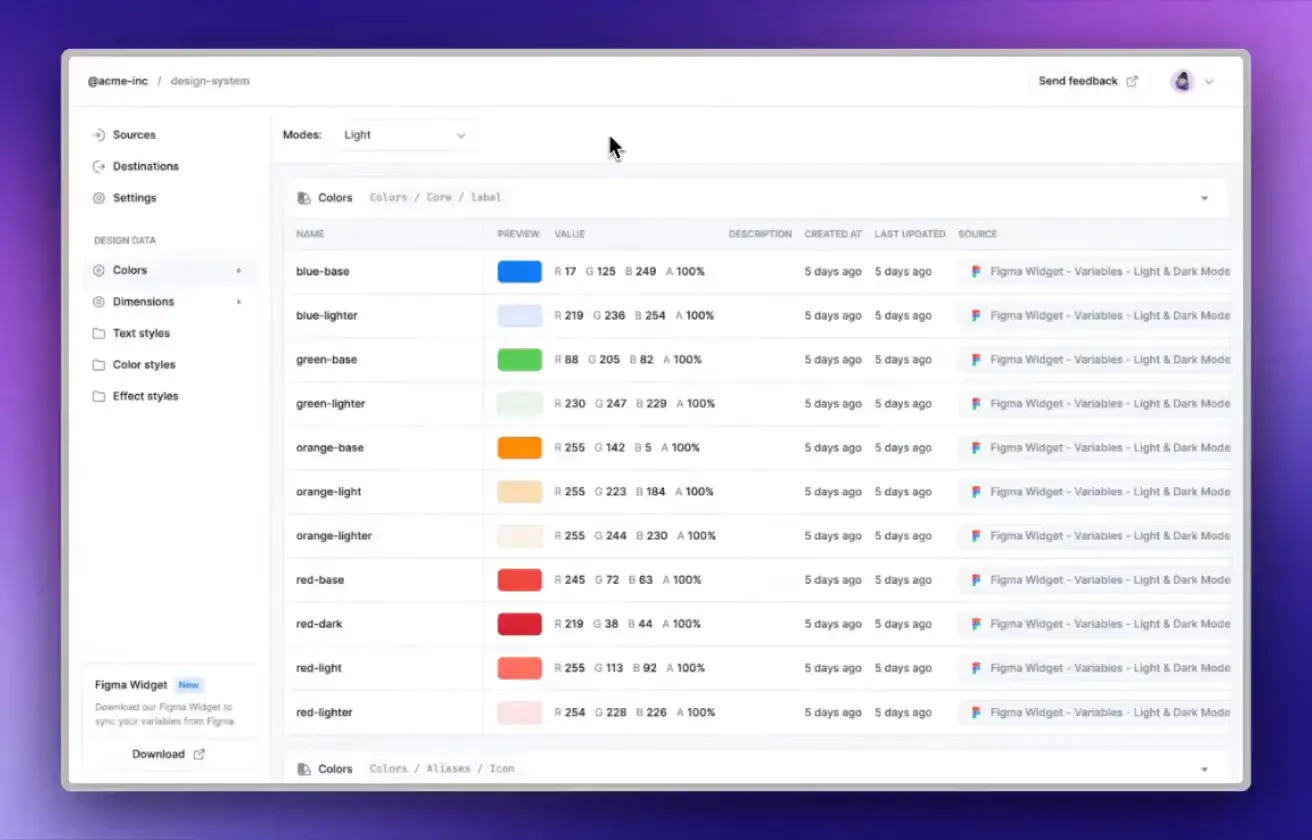 @acme-inc / design-system
Send feedback
Sources
Destinations
Settings
DESIGN DATA
Colors
Dimensions
Text styles
Color styles
Effect styles
Figma Widget New
Download our Figma Widget to
sync your variables from Figma
Download
Modes: Light
Colors Colors / Core / label
NAME PREVIEW VALUE DESCRIPTION CREATED AT LAST UPDATED SOURCE
blue-base R 17 G 125 B 249 A 100% 5 days ago 5 days ago Figma Widget - Variables - Light & Dark Mode
blue-lighter R 219 G 236 B 254 A 100% 5 days ago 5 days ago Figma Widget - Variables - Light & Dark Mode
green-base R 88 G 205 B 82 A 100% 5 days ago 5 days ago Figma Widget - Variables - Light & Dark Mode
green-lighter R 230 G 247 B 229 A 100% 5 days ago 5 days ago Figma Widget - Variables - Light & Dark Mode
orange-base R 255 G 142 B 5 A 100% 5 days ago 5 days ago Figma Widget - Variables - Light & Dark Mode
orange-light R 255 G 223 B 184 A 100% 5 days ago 5 days ago Figma Widget - Variables - Light & Dark Mode
orange-lighter R 255 G 244 B 230 A 100% 5 days ago 5 days ago Figma Widget - Variables - Light & Dark Mode
red-base R 245 G 72 B 63 A 100% 5 days ago 5 days ago Figma Widget - Variables - Light & Dark Mode
red-dark R 219 G 38 B 44 A 100% 5 days ago 5 days ago Figma Widget - Variables - Light & Dark Mode
red-light R 255 G 113 B 92 A 100% 5 days ago 5 days ago Figma Widget - Variables - Light & Dark Mode
red-lighter R 254 G 228 B 226 A 100% 5 days ago 5 days ago Figma Widget - Variables - Light & Dark Mode
Colors Colors / Aliases / Icon